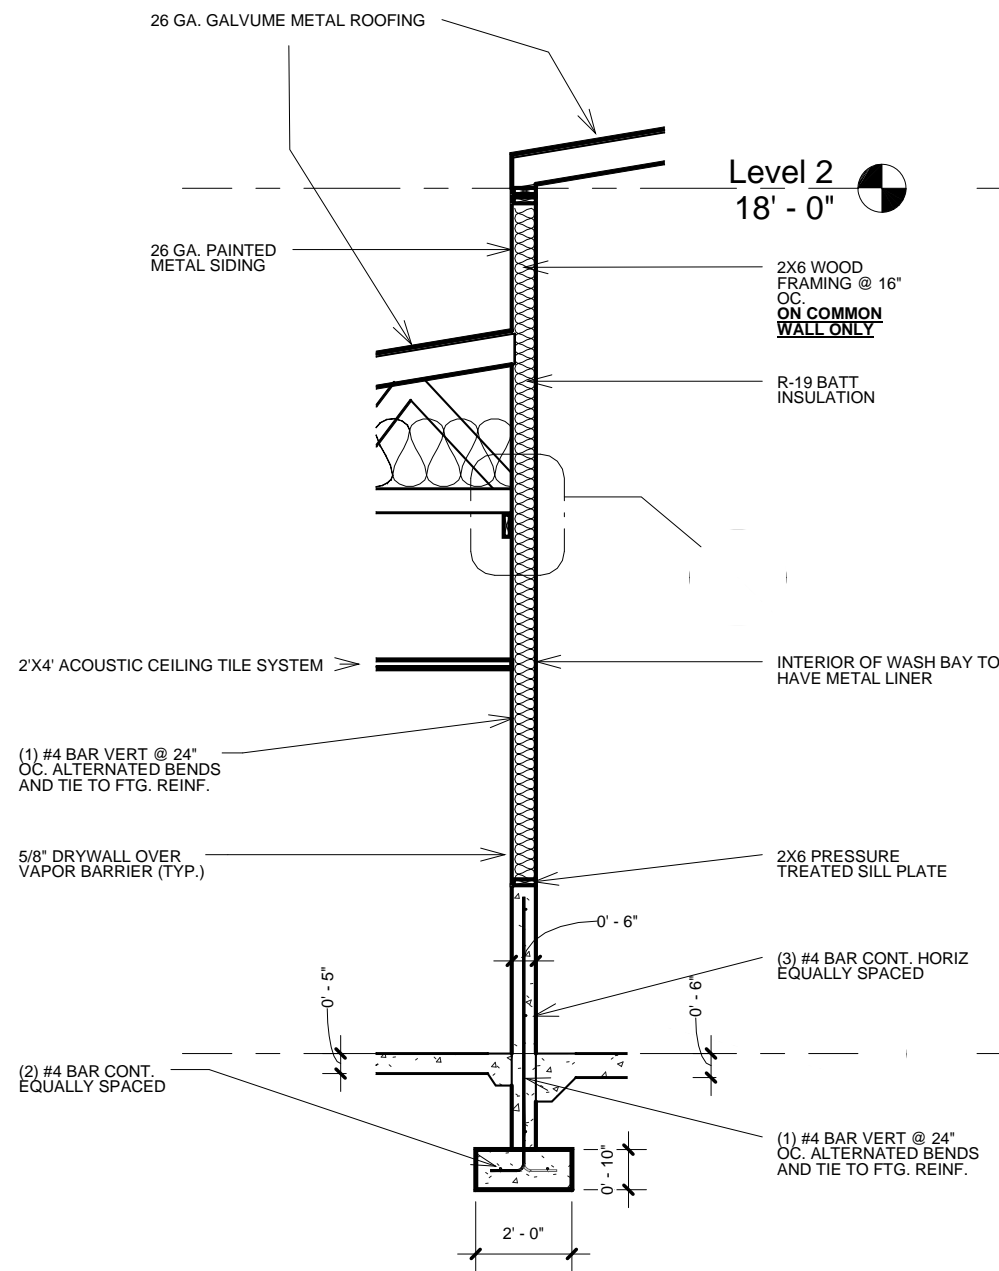 26 GA. GALVUME METAL ROOFING
Level 2
18' - 0"
26 GA. PAINTED
METAL SIDING
2X6 WOOD
FRAMING @ 16"
OC.
ON COMMON
WALL ONLY
R-19 BATT
INSULATION
2'X4' ACOUSTIC CEILING TILE SYSTEM
INTERIOR OF WASH BAY TO
HAVE METAL LINER
(1) #4 BAR VERT @ 24"
OC. ALTERNATED BENDS
AND TIE TO FTG. REINF.
5/8" DRYWALL OVER
VAPOR BARRIER (TYP.)
2X6 PRESSURE
TREATED SILL PLATE
0' - 6"
(3) #4 BAR CONT. HORIZ
EQUALLY SPACED
0' - 5"
0' - 6"
(2) #4 BAR CONT.
EQUALLY SPACED
(1) #4 BAR VERT @ 24"
OC. ALTERNATED BENDS
AND TIE TO FTG. REINF.
0' - 10"
2' - 0"